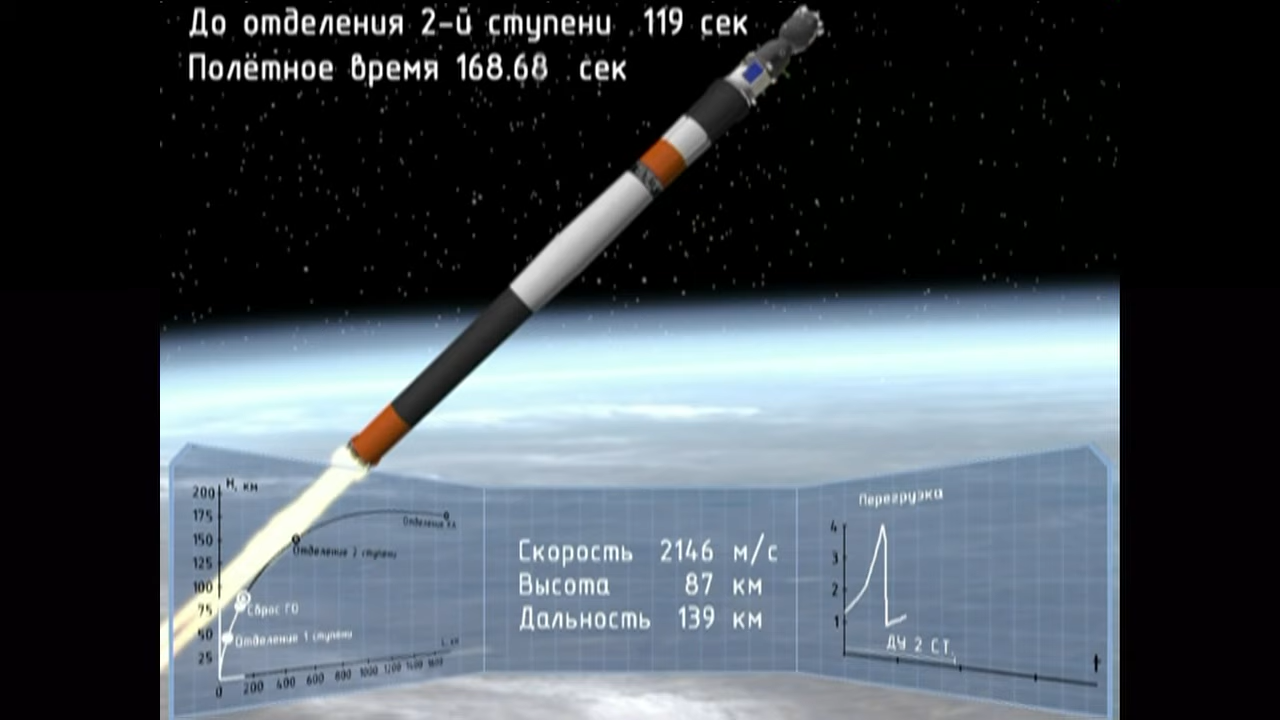 До отделения 2-й ступени 119 сек
Полётное время 168.68 сек
Н, км
200
175
150
125
100
75
50
25
0 200 400 600 800 1000 1200 1400 1600
L, км
Отделение КА
Отделение 2 ступени
Сброс ГО
Отделение 1 ступени
Скорость 2146 м/с
Высота 87 км
Дальность 139 км
Перегрузка
4
3
2
1
ДУ 2 СТ.
t